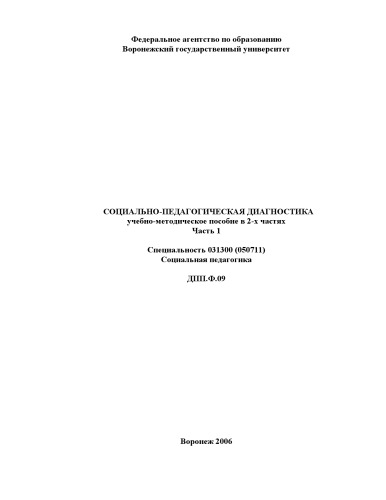 Федеральное агентство по образованию
Воронежский государственный университет
СОЦИАЛЬНО-ПЕДАГОГИЧЕСКАЯ ДИАГНОСТИКА
учебно-методическое пособие в 2-х частях
Часть 1
Специальность 031300 (050711)
Социальная педагогика
ДПП.Ф.09
Воронеж 2006